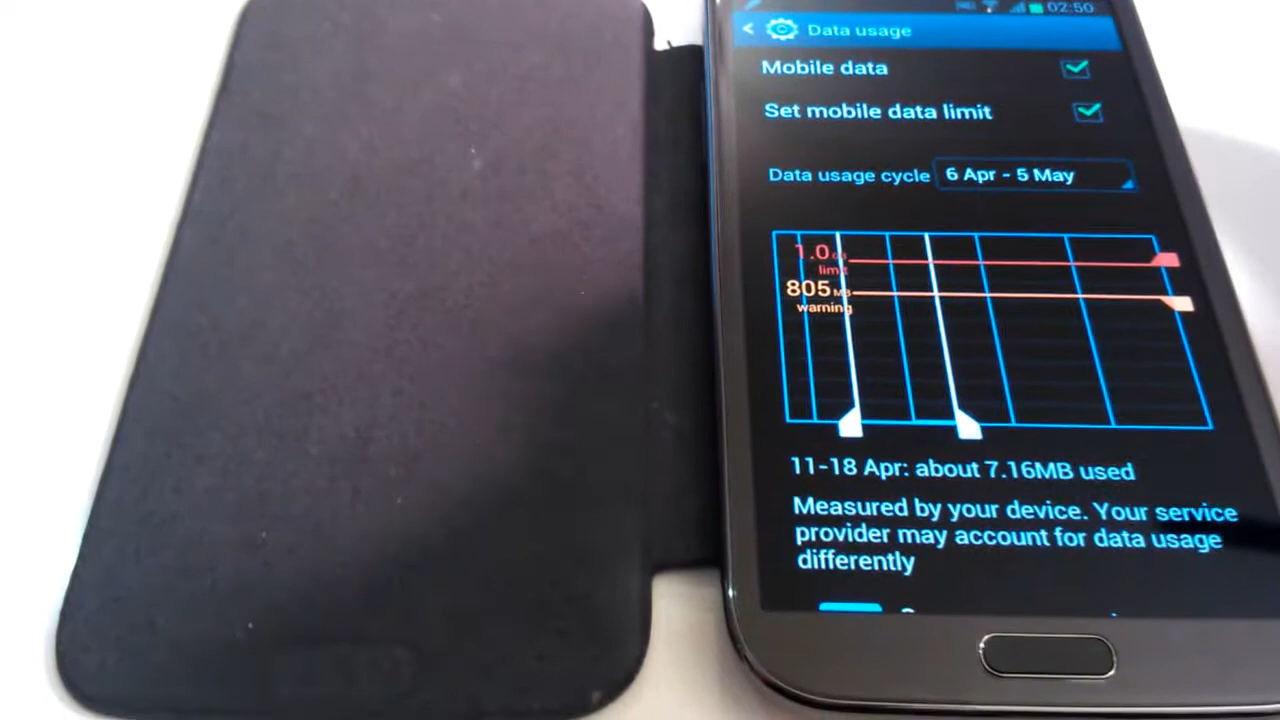 02:50
Data usage
Mobile data
Set mobile data limit
Data usage cycle 6 Apr - 5 May
1.0
limit
805 MB
warning
11-18 Apr: about 7.16MB used
Measured by your device. Your service
provider may account for data usage
differently